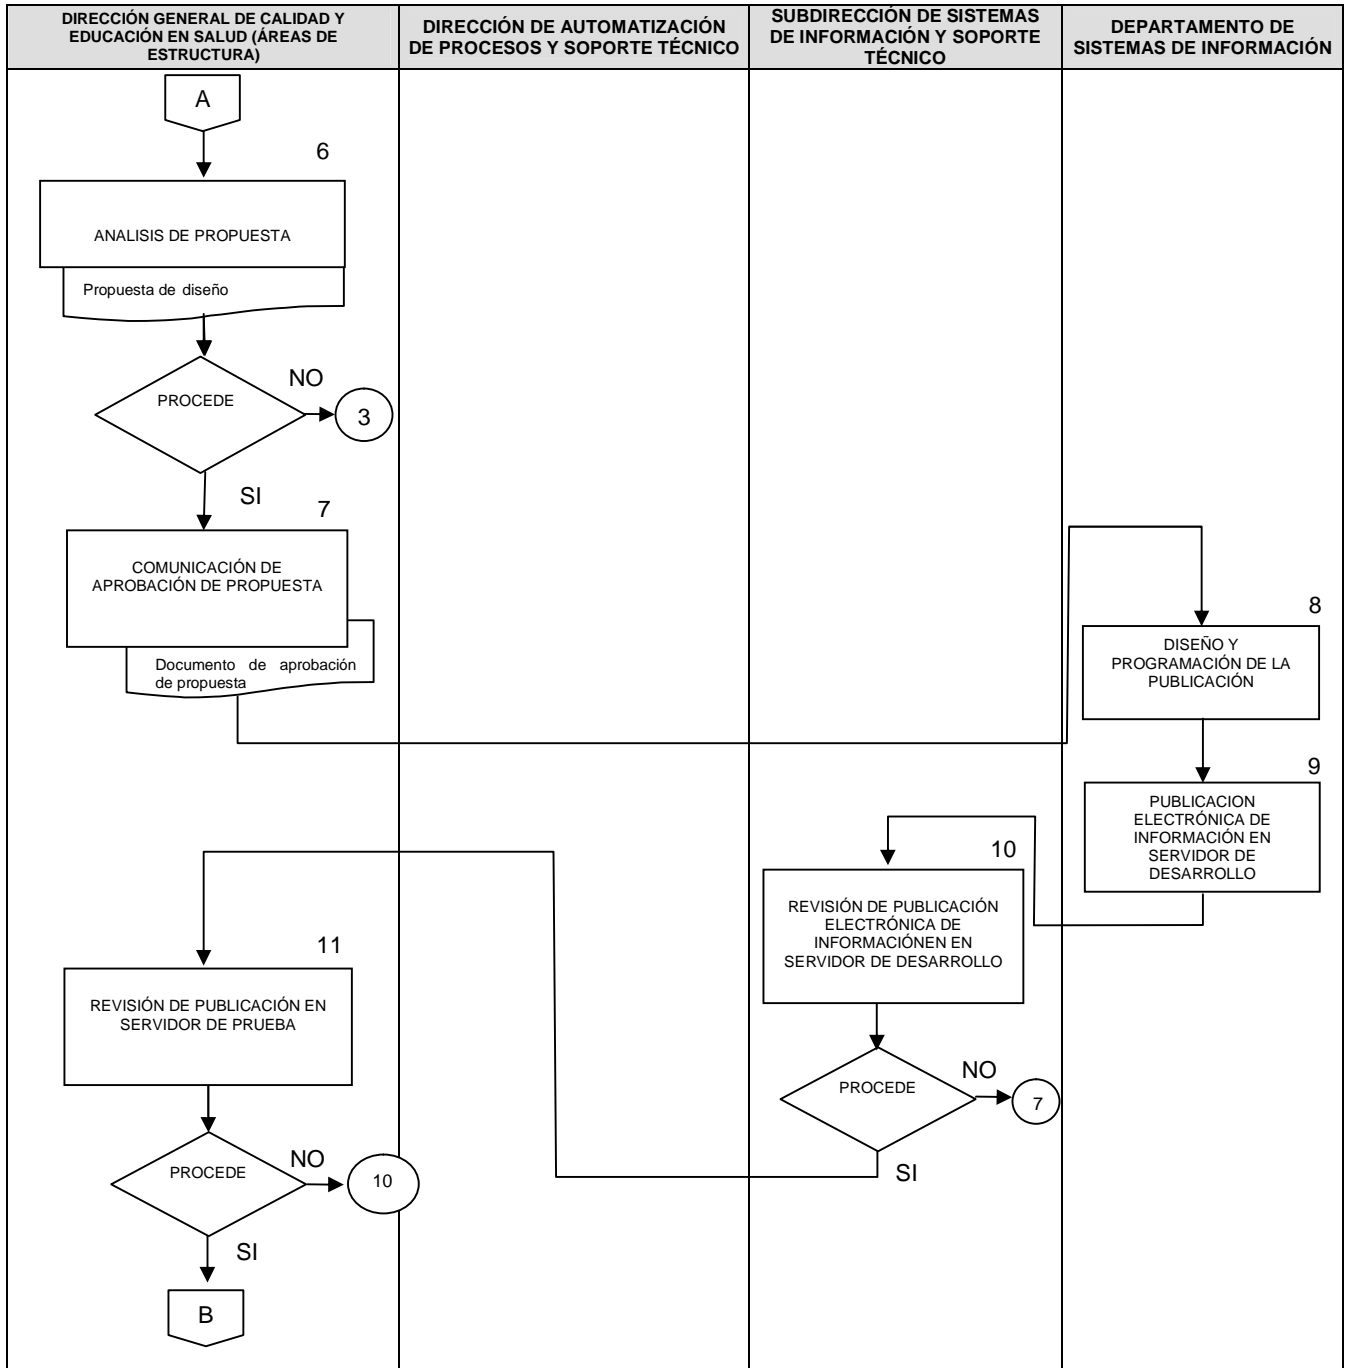 DIRECCIÓN GENERAL DE CALIDAD Y
EDUCACIÓN EN SALUD (ÁREAS DE
ESTRUCTURA)
DIRECCIÓN DE AUTOMATIZACIÓN
DE PROCESOS Y SOPORTE TÉCNICO
SUBDIRECCIÓN DE SISTEMAS
DE INFORMACIÓN Y SOPORTE
TÉCNICO
DEPARTAMENTO DE
SISTEMAS DE INFORMACIÓN
A
6
ANALISIS DE PROPUESTA
Propuesta de diseño
PROCEDE
NO
3
SI
7
COMUNICACIÓN DE
APROBACIÓN DE PROPUESTA
Documento de aprobación
de propuesta
8
DISEÑO Y
PROGRAMACIÓN DE LA
PUBLICACIÓN
9
PUBLICACION
ELECTRÓNICA DE
INFORMACIÓN EN
SERVIDOR DE
DESARROLLO
10
REVISIÓN DE PUBLICACIÓN
ELECTRÓNICA DE
INFORMACIÓNEN EN
SERVIDOR DE DESARROLLO
PROCEDE
NO
7
SI
11
REVISIÓN DE PUBLICACIÓN EN
SERVIDOR DE PRUEBA
PROCEDE
NO
10
SI
B